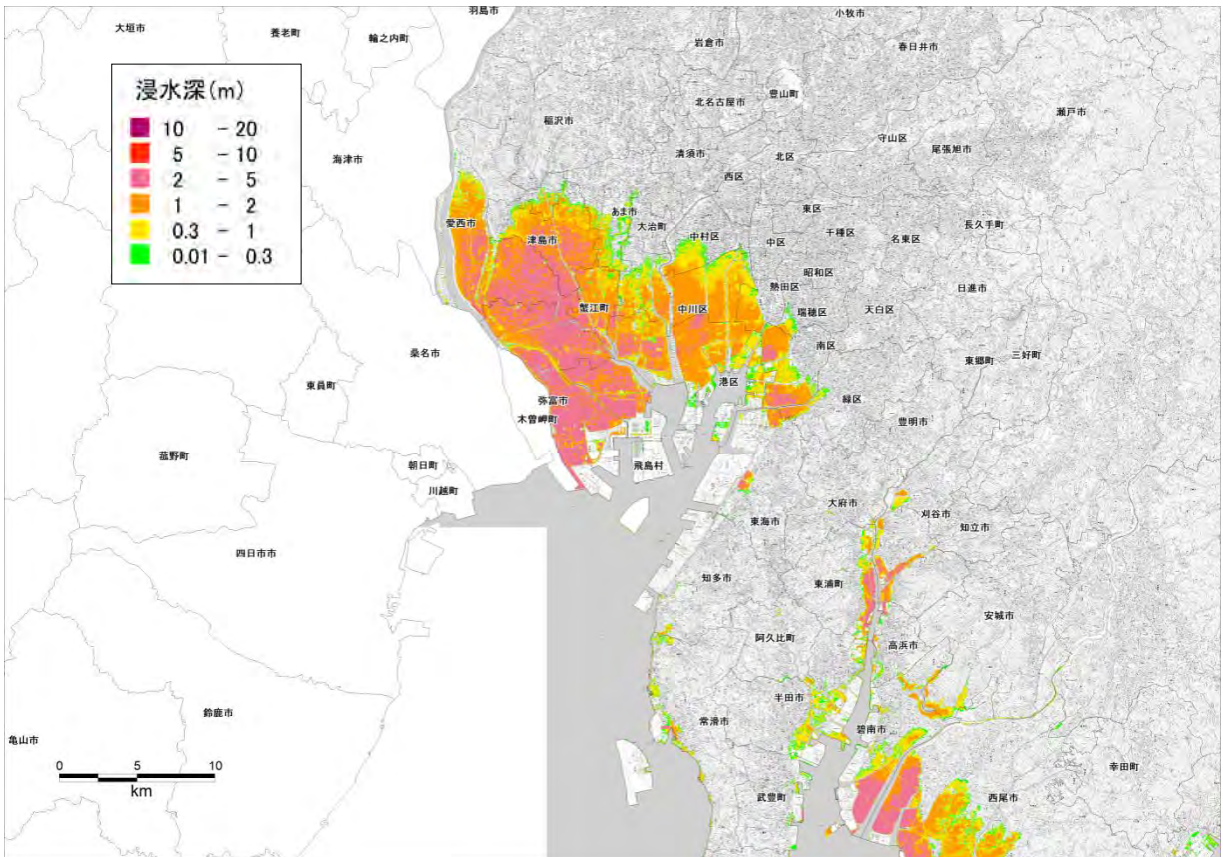 羽島市
小牧市
大垣市
養老町
輪之内町
岩倉市
春日井市
浸水深(m)
10 -20
5 -10
2 -5
1 -2
0.3 -1
0.01 -0.3
豊山町
北名古屋市
瀬戸市
稲沢市
守山区
尾張旭市
海津市
清須市
北区
西区
愛西市
あま市
大治町
東区
長久手町
津島市
中村区
中区
千種区
名東区
昭和区
熱田区
日進市
蟹江町
中川区
瑞穂区
天白区
南区
桑名市
東郷町
三好町
東員町
港区
弥富市
緑区
木曽岬町
豊明市
菰野町
朝日町
飛島村
川越町
大府市
刈谷市
東海市
知立市
四日市市
知多市
東浦町
安城市
阿久比町
高浜市
半田市
鈴鹿市
常滑市
碧南市
亀山市
0 5 10
km
幸田町
武豊町
西尾市